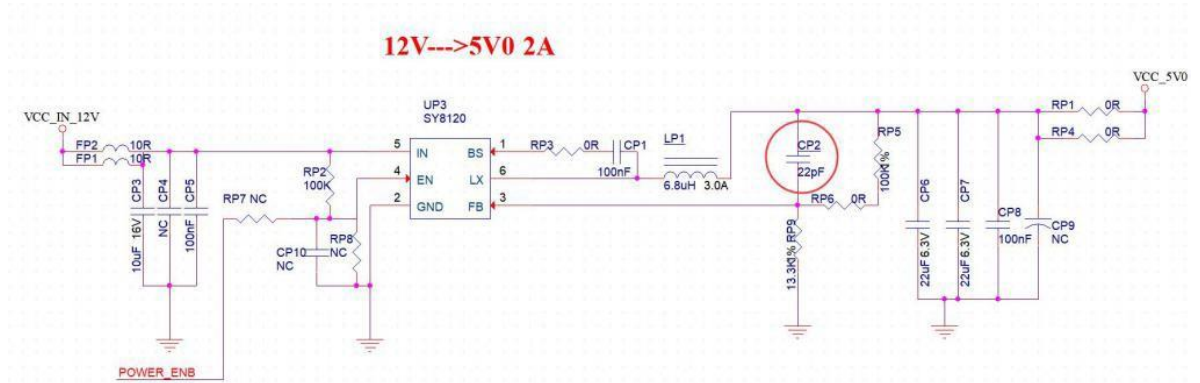 12V--->5V0 2A
VCC_5V0
VCC_IN_12V
UP3
SY8120
FP2 10R
FP1 10R
5 IN BS 1
4 EN LX 6
2 GND FB 3
RP3 0R CP1
100nF
LP1
6.8uH 3.0A
CP2
22pF
RP5
100K1%
RP6 0R
RP1 0R
RP4 0R
CP3
10uF 16V
CP4
NC
CP5
100nF
RP2
100K
RP7 NC
CP10
NC
RP8
NC
RP9
13.3K1%
CP6
22uF 6.3V
CP7
22uF 6.3V
CP8
100nF
CP9
NC
POWER_ENB